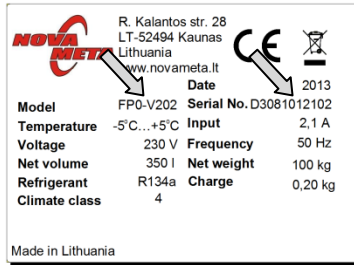 NOVA
META
R. Kalantos str. 28
LT-52494 Kaunas
Lithuania
www.novameta.lt
CE
Date 2013
Model FP0-V202 Serial No. D3081012102
Temperature -5°C...+5°C Input 2,1 A
Voltage 230 V Frequency 50 Hz
Net volume 350 l Net weight 100 kg
Refrigerant R134a Charge 0,20 kg
Climate class 4
Made in Lithuania